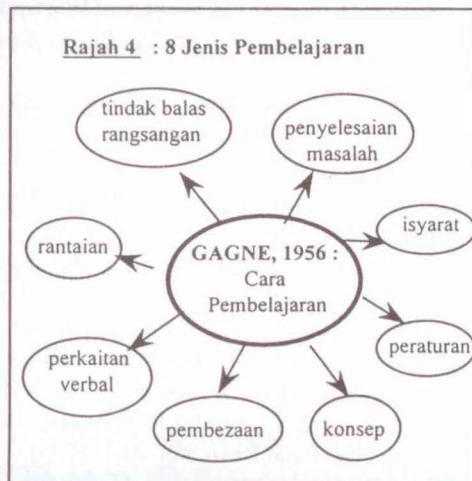 Rajah 4 : 8 Jenis Pembelajaran
tindak balas
rangsangan
penyelesaian
masalah
isyarat
rantaian
GAGNE, 1956 :
Cara
Pembelajaran
peraturan
perkaitan
verbal
pembezaan
konsep